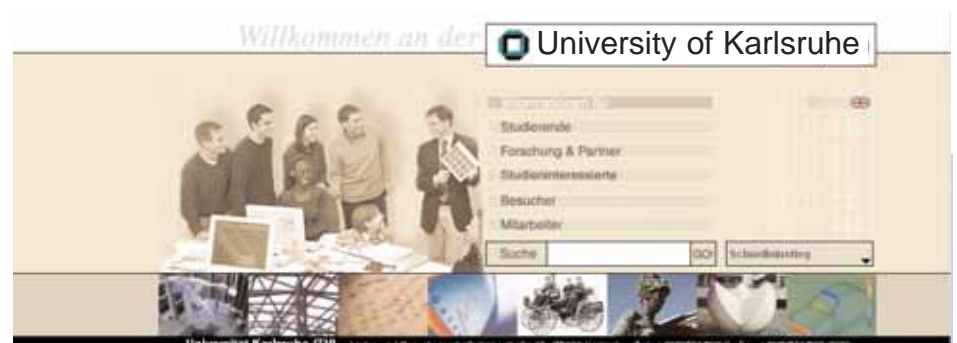 Willkommen an der
University of Karlsruhe
Studierende
Forschung & Partner
Studieninteressierte
Besucher
Mitarbeiter
Suche
GO!
Schnelleinstieg
Universität Karlsruhe (TH)